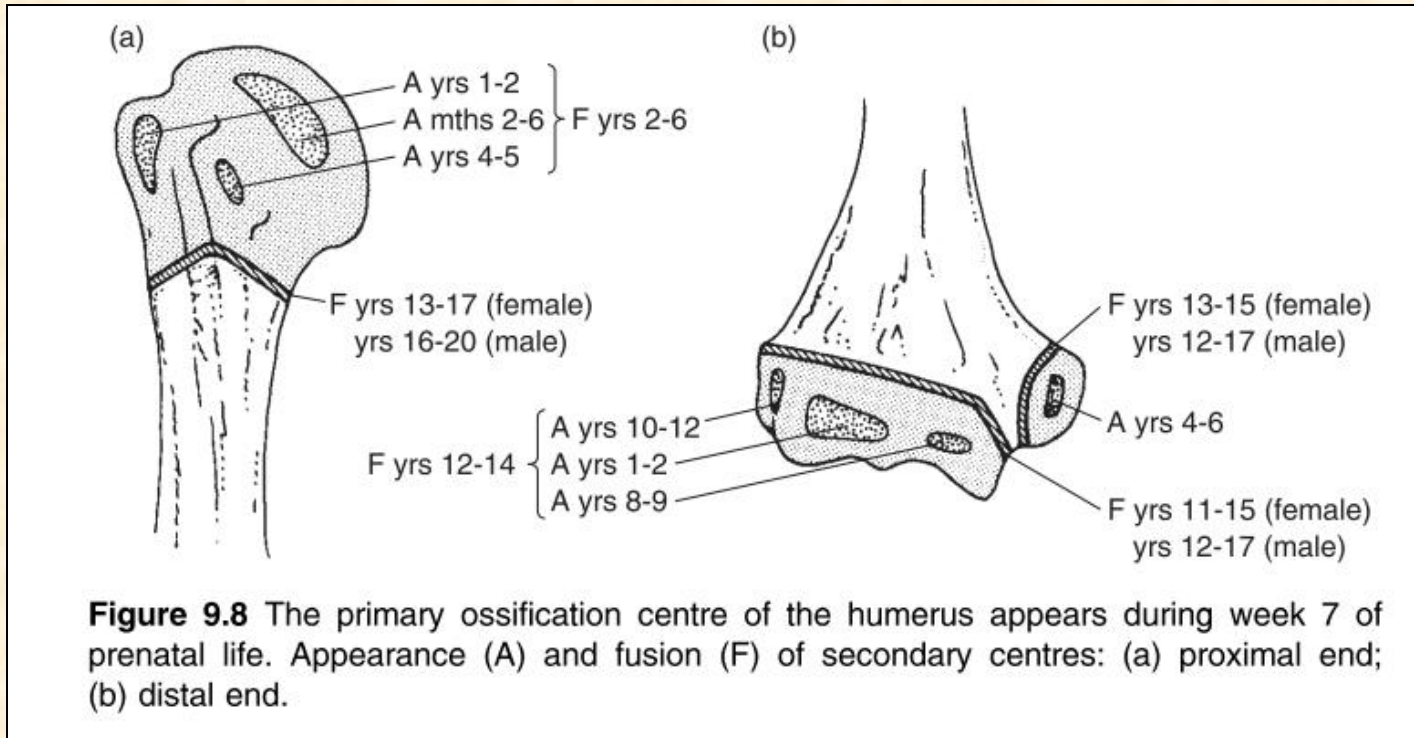 (a)
A yrs 1-2
A mths 2-6
A yrs 4-5
F yrs 2-6
F yrs 13-17 (female)
yrs 16-20 (male)
(b)
F yrs 13-15 (female)
yrs 12-17 (male)
A yrs 4-6
A yrs 10-12
A yrs 1-2
A yrs 8-9
F yrs 12-14
F yrs 11-15 (female)
yrs 12-17 (male)
Figure 9.8 The primary ossification centre of the humerus appears during week 7 of
prenatal life. Appearance (A) and fusion (F) of secondary centres: (a) proximal end;
(b) distal end.